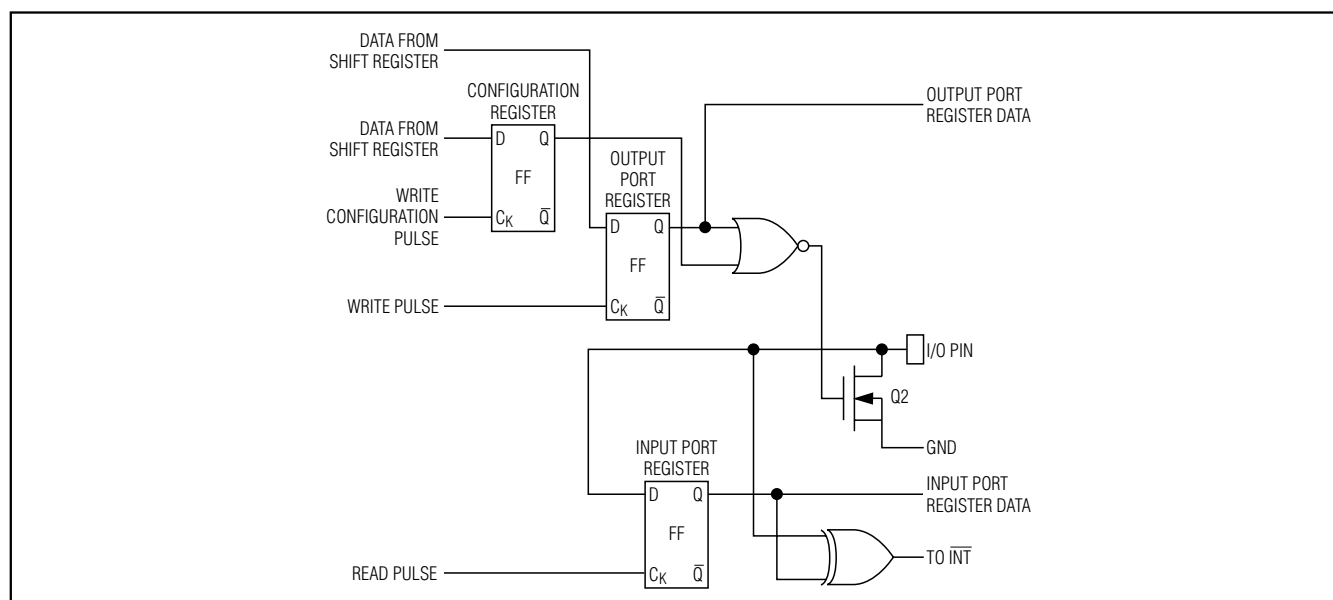 DATA FROM
SHIFT REGISTER
CONFIGURATION
REGISTER
OUTPUT PORT
REGISTER DATA
DATA FROM
SHIFT REGISTER
D
Q
FF
OUTPUT
PORT
REGISTER
WRITE
CONFIGURATION
PULSE
CK
Q̅
D
Q
FF
WRITE PULSE
CK
Q̅
I/O PIN
Q2
GND
INPUT PORT
REGISTER
D
Q
FF
INPUT PORT
REGISTER DATA
TO I̅N̅T̅
READ PULSE
CK
Q̅